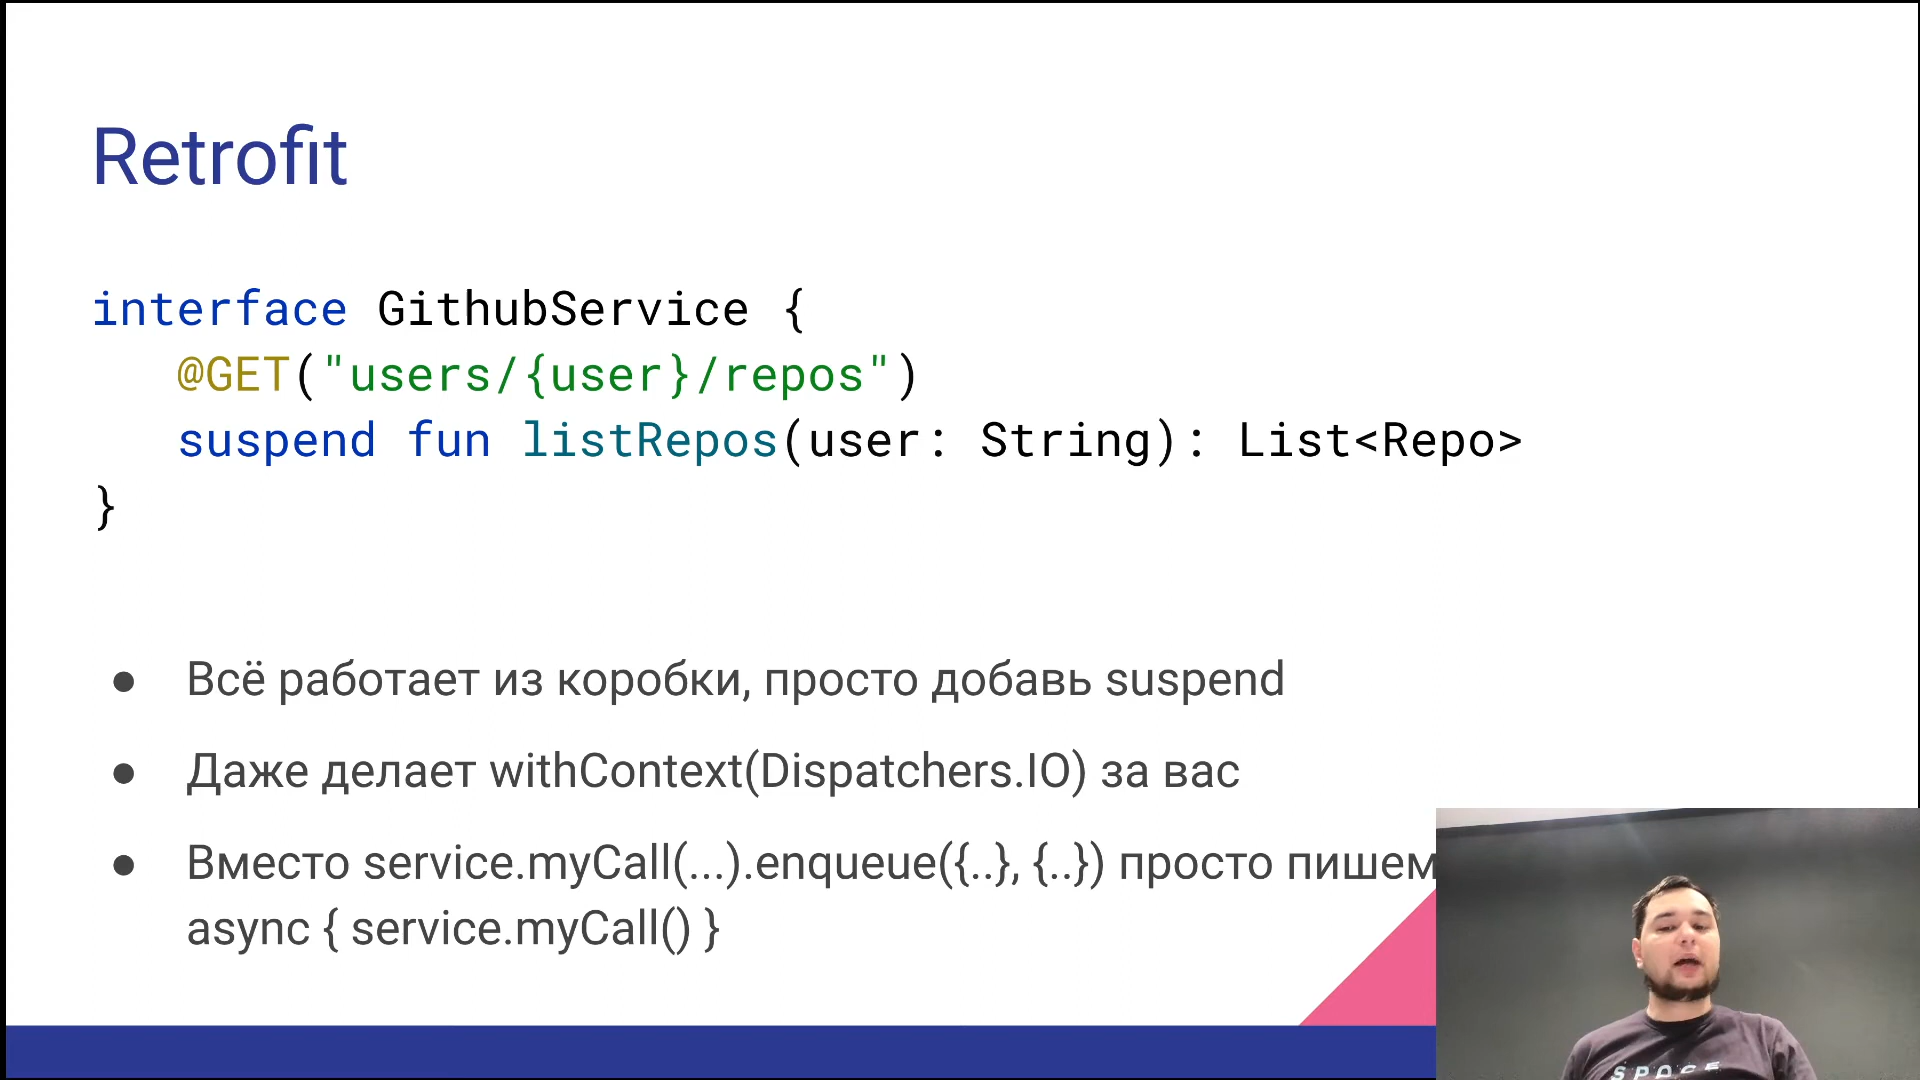 Retrofit
interface GithubService {
@GET("users/{user}/repos")
suspend fun listRepos(user: String): List<Repo>
}
● Всё работает из коробки, просто добавь suspend
● Даже делает withContext(Dispatchers.IO) за вас
● Вместо service.myCall(...).enqueue({..}, {..}) просто пишем
async { service.myCall() }
SPACE